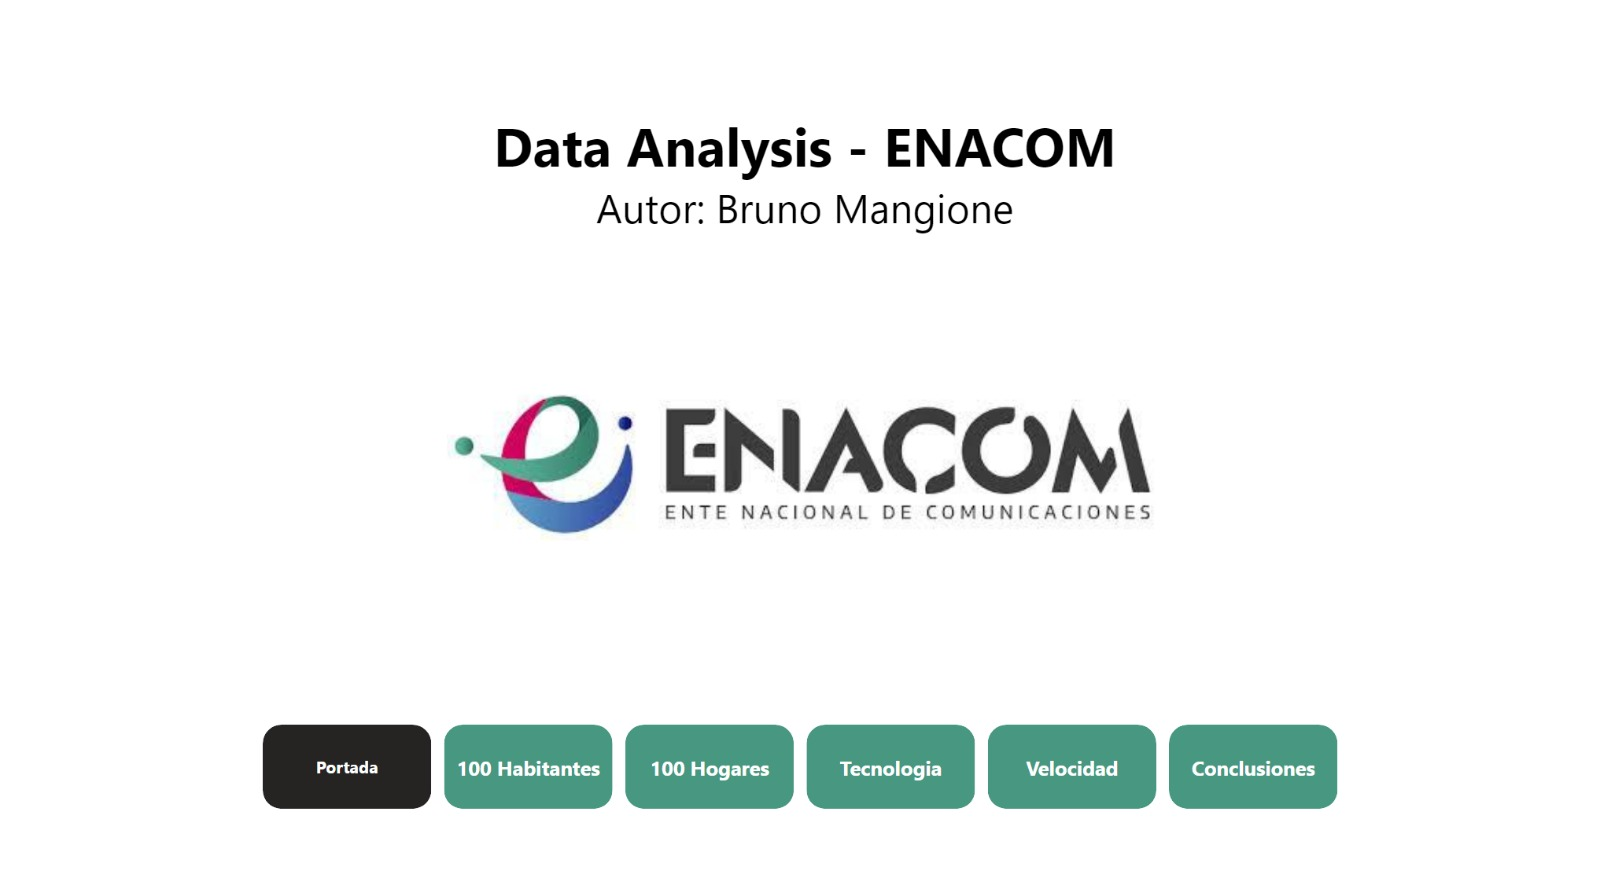 Data Analysis - ENACOM
Autor: Bruno Mangione
ENACOM
ENTE NACIONAL DE COMUNICACIONES
Portada
100 Habitantes
100 Hogares
Tecnologia
Velocidad
Conclusiones